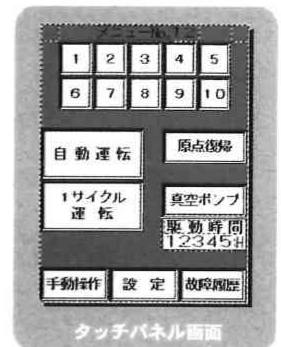 メニューNo.12
1 2 3 4 5
6 7 8 9 10
自動運転
原点復帰
1サイクル
運転
真空ポンプ
駆動時間
12345H
手動操作 設定 故障履歴
タッチパネル画面